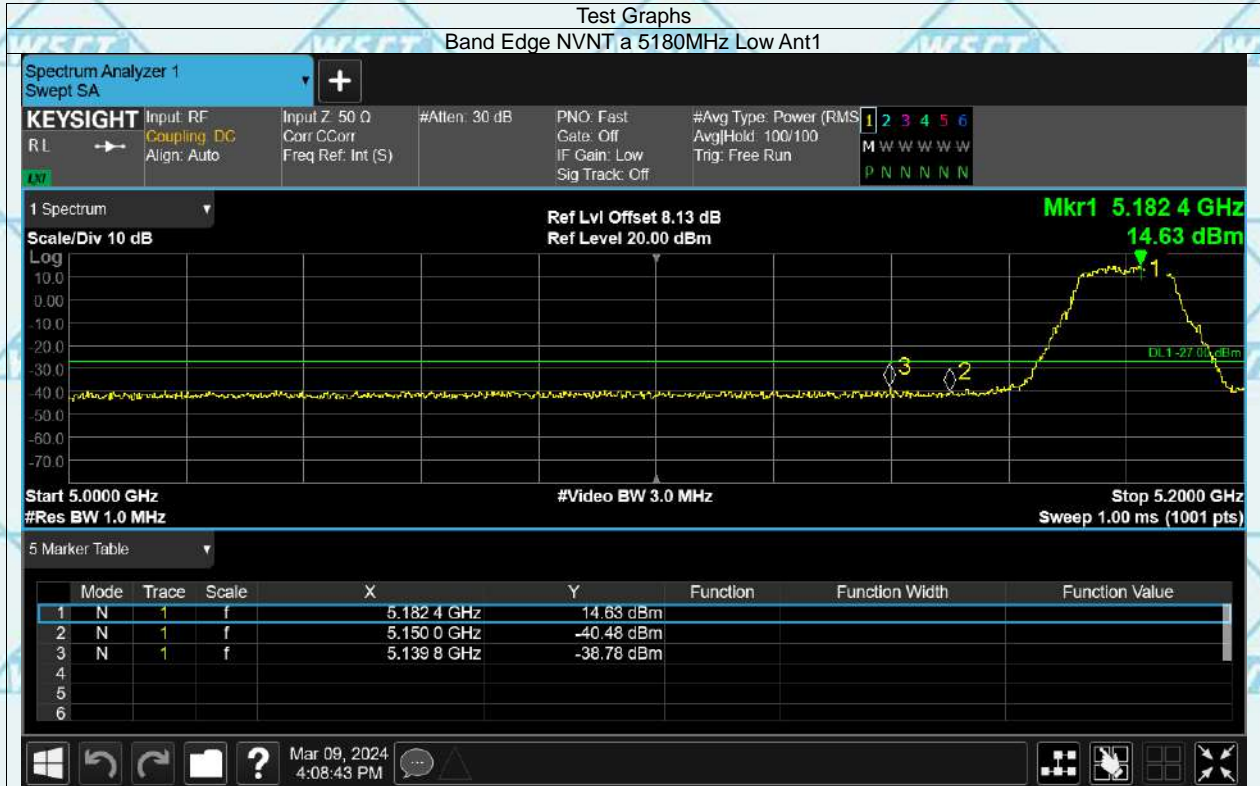 Test Graphs
Band Edge NVNT a 5180MHz Low Ant1
Spectrum Analyzer 1
Swept SA
KEYSIGHT Input: RF Input Z: 50 Ω #Atten: 30 dB PNO: Fast #Avg Type: Power (RMS 1 2 3 4 5 6
RL Coupling: DC Corr CCorr Gate: Off Avg|Hold: 100/100 M W W W W W
Align: Auto Freq Ref: Int (S) IF Gain: Low Trig: Free Run
LXI Sig Track: Off P N N N N N
1 Spectrum Ref Lvl Offset 8.13 dB Mkr1 5.182 4 GHz
Scale/Div 10 dB Ref Level 20.00 dBm 14.63 dBm
Log
10.0
0.00
-10.0
-20.0
-30.0
-40.0
-50.0
-60.0
-70.0
1
DL1 -27.00 dBm
3
2
Start 5.0000 GHz #Video BW 3.0 MHz Stop 5.2000 GHz
#Res BW 1.0 MHz Sweep 1.00 ms (1001 pts)
5 Marker Table
Mode Trace Scale X Y Function Function Width Function Value
1 N 1 f 5.182 4 GHz 14.63 dBm
2 N 1 f 5.150 0 GHz -40.48 dBm
3 N 1 f 5.139 8 GHz -38.78 dBm
4
5
6
? Mar 09, 2024
4:08:43 PM